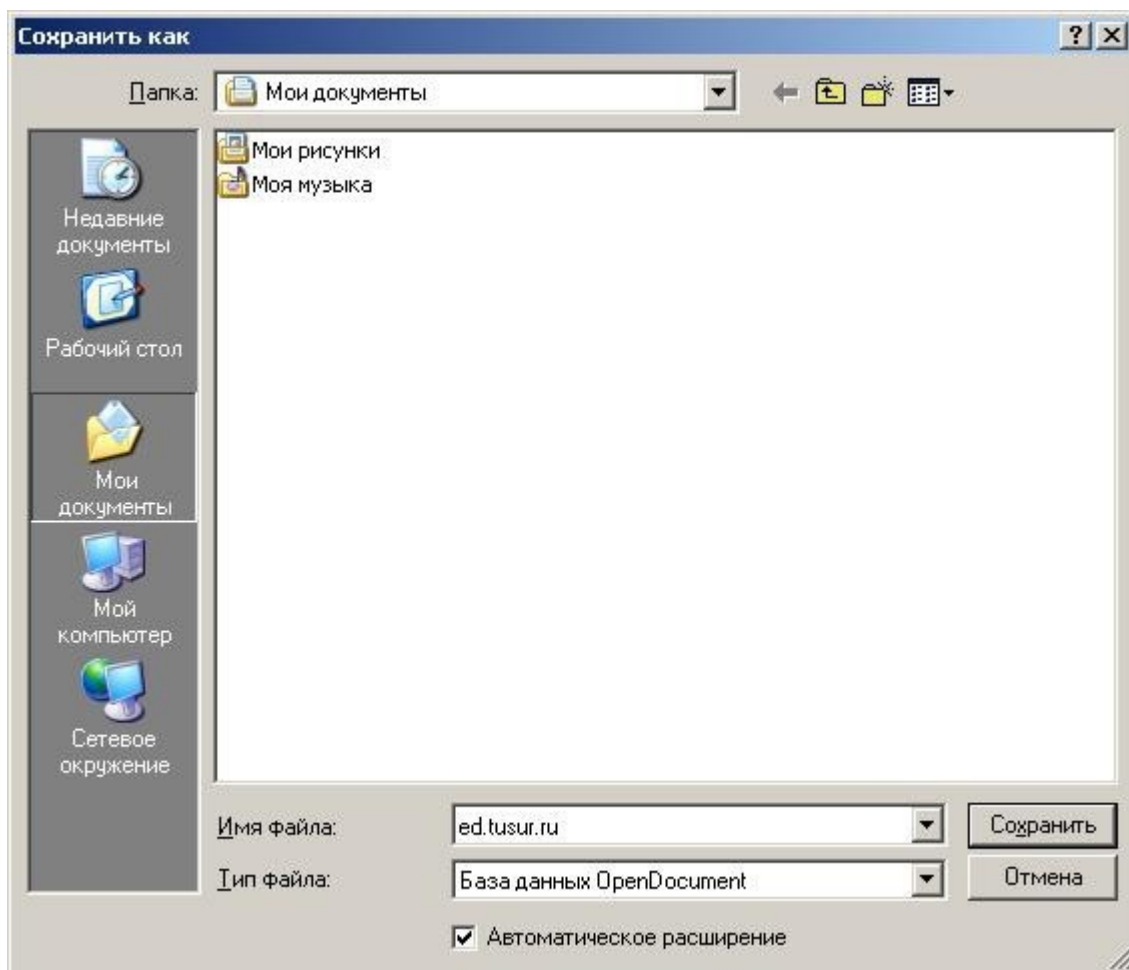 Сохранить как
Папка:
Мои документы
Мои рисунки
Моя музыка
Недавние
документы
Рабочий стол
Мои
документы
Мой
компьютер
Сетевое
окружение
Имя файла:
ed.tusur.ru
Сохранить
Тип файла:
База данных OpenDocument
Отмена
Автоматическое расширение